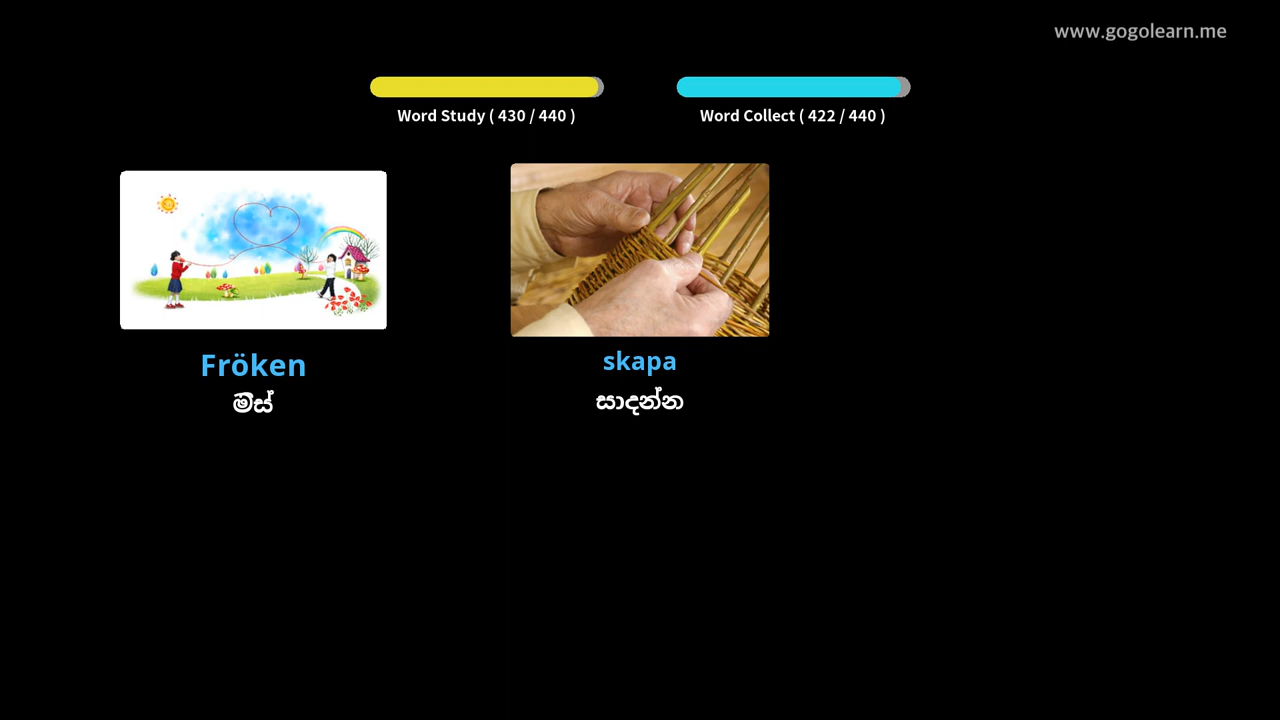 www.gogolearn.me
Word Study ( 430 / 440 )
Word Collect ( 422 / 440 )
Fröken
මිස්
skapa
සාදන්න